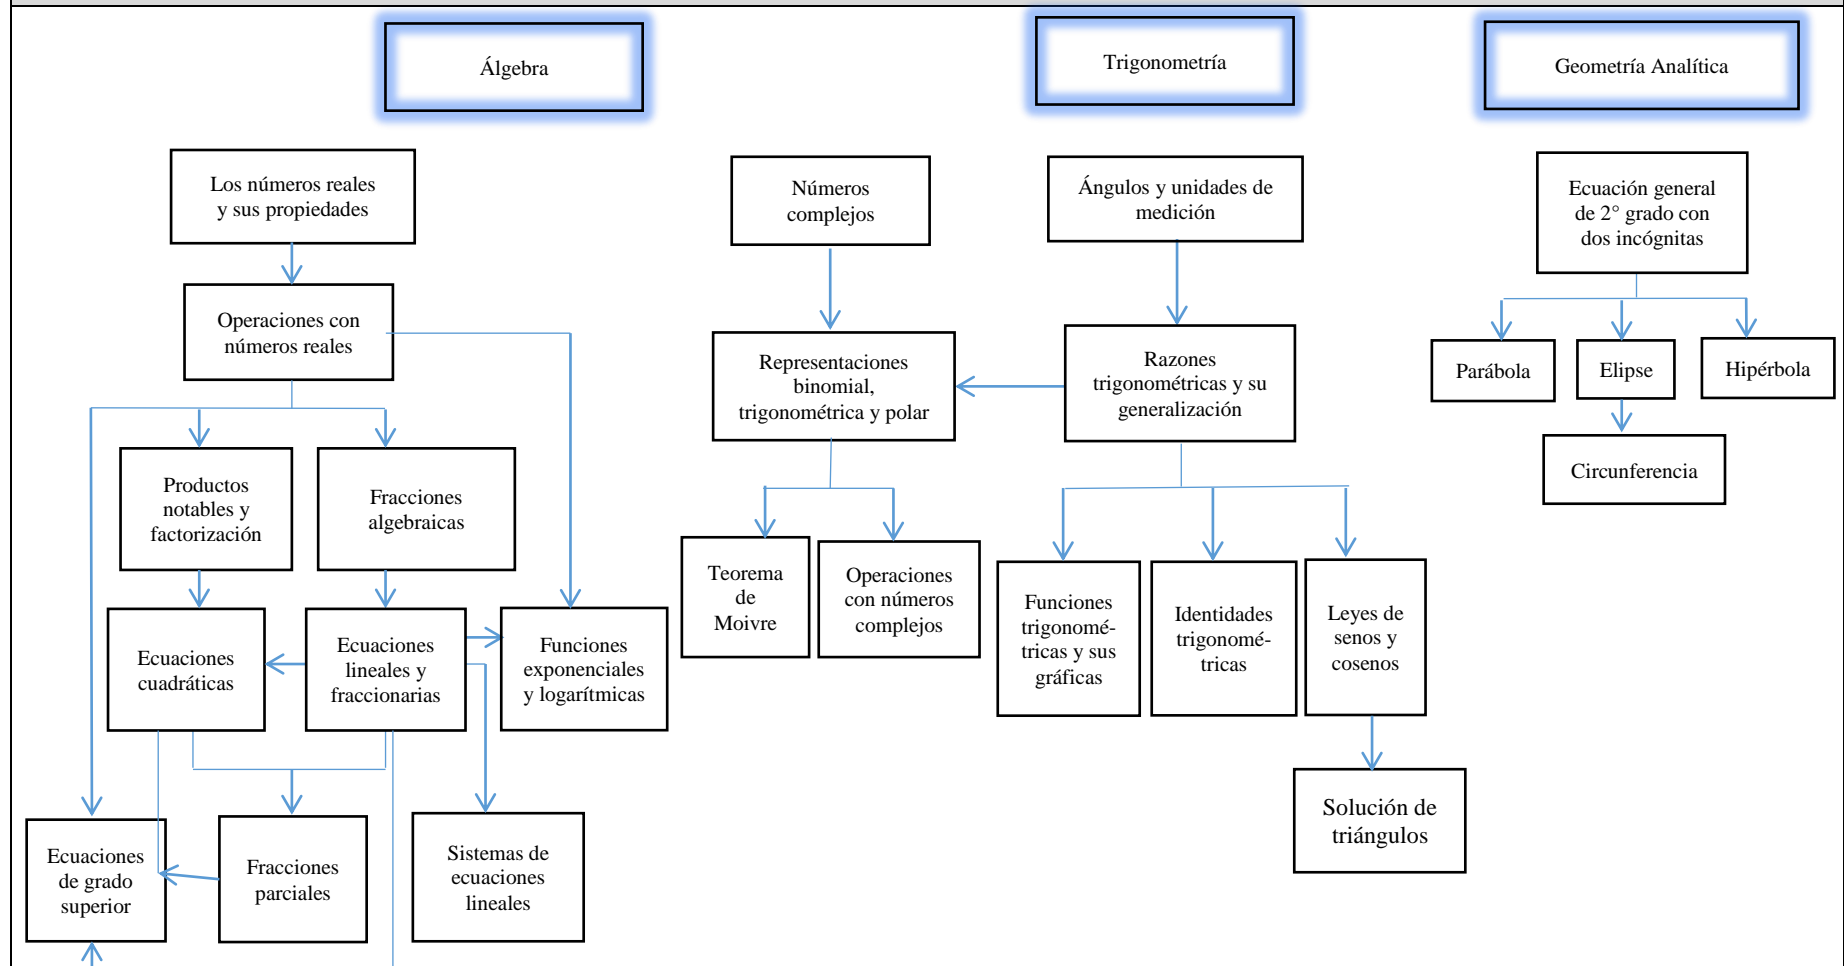 Álgebra
Trigonometría
Geometría Analítica
Los números reales
y sus propiedades
Números
complejos
Ángulos y unidades de
medición
Ecuación general
de 2° grado con
dos incógnitas
Operaciones con
números reales
Representaciones
binomial,
trigonométrica y polar
Razones
trigonométricas y su
generalización
Parábola
Elipse
Hipérbola
Circunferencia
Productos
notables y
factorización
Fracciones
algebraicas
Teorema
de
Moivre
Operaciones
con números
complejos
Funciones
trigonomé-
tricas y sus
gráficas
Identidades
trigonomé-
tricas
Leyes de
senos y
cosenos
Ecuaciones
cuadráticas
Ecuaciones
lineales y
fraccionarias
Funciones
exponenciales
y logarítmicas
Solución de
triángulos
Ecuaciones
de grado
superior
Fracciones
parciales
Sistemas de
ecuaciones
lineales